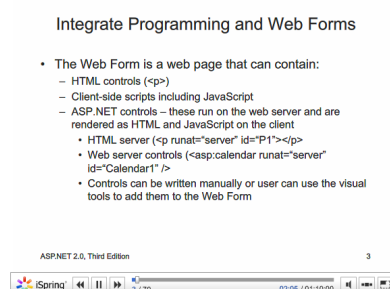 Integrate Programming and Web Forms
• The Web Form is a web page that can contain:
– HTML controls (<p>)
– Client-side scripts including JavaScript
– ASP.NET controls – these run on the web server and are
rendered as HTML and JavaScript on the client
• HTML server (<p runat="server" id="P1"></p>
• Web server controls (<asp:calendar runat="server"
id="Calendar1" />
• Controls can be written manually or user can use the visual
tools to add them to the Web Form
ASP.NET 2.0, Third Edition 3
iSpring